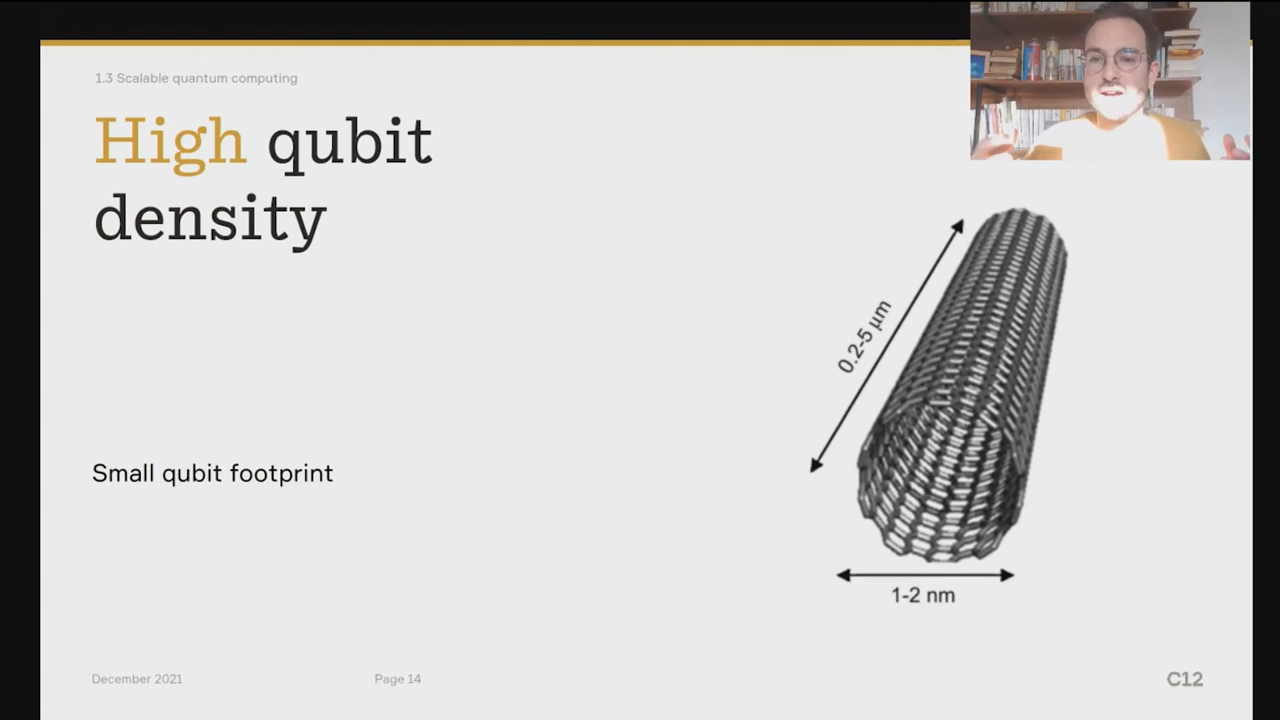 1.3 Scalable quantum computing
High qubit
density
0.2-5 µm
Small qubit footprint
1-2 nm
December 2021
Page 14
C12